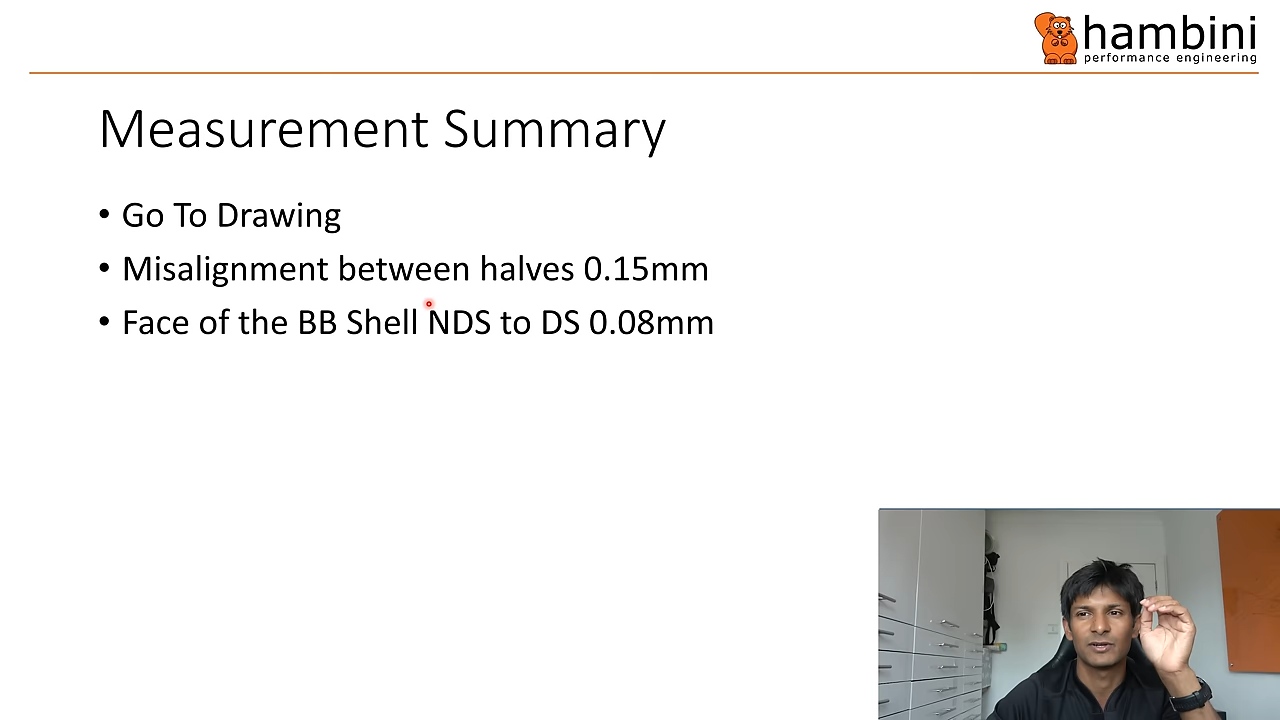 hambini
performance engineering
Measurement Summary
• Go To Drawing
• Misalignment between halves 0.15mm
• Face of the BB Shell NDS to DS 0.08mm